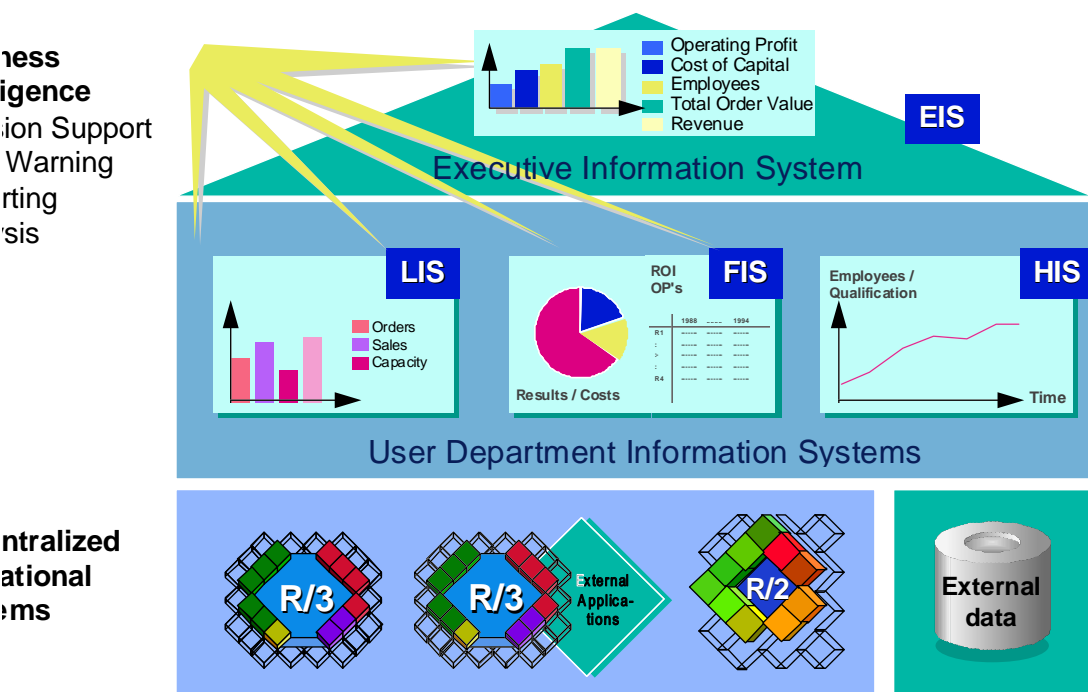 ness
ligence
sion Support
Warning
rting
ysis
Operating Profit
Cost of Capital
Employees
Total Order Value
Revenue
EIS
Executive Information System
LIS
Orders
Sales
Capacity
FIS
ROI
OP's
1988 ---- 1994
R1
:
>
:
R4
Results / Costs
HIS
Employees /
Qualification
Time
User Department Information Systems
ntralized
ational
ems
R/3
R/3
External
Applica-
tions
R/2
External
data